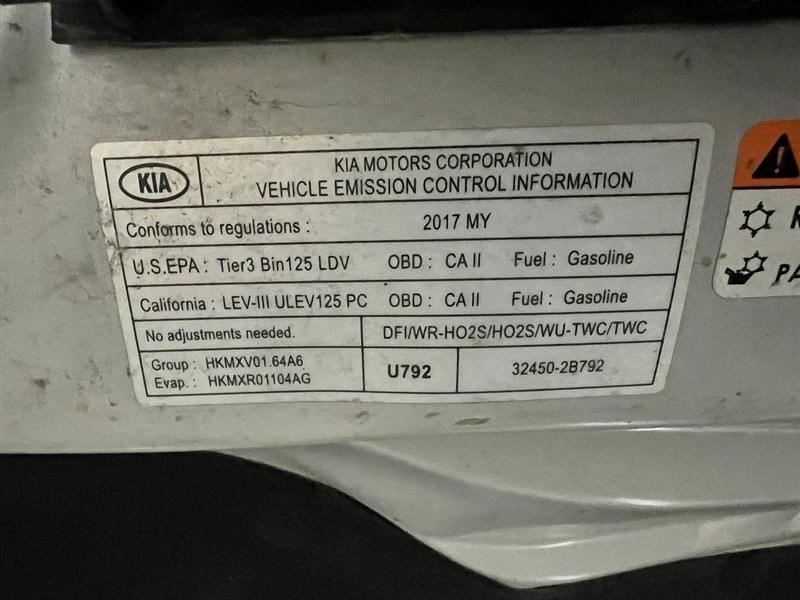 KIA
KIA MOTORS CORPORATION
VEHICLE EMISSION CONTROL INFORMATION
Conforms to regulations : 2017 MY
U.S.EPA : Tier3 Bin125 LDV OBD : CA II Fuel : Gasoline
California : LEV-III ULEV125 PC OBD : CA II Fuel : Gasoline
No adjustments needed. DFI/WR-HO2S/HO2S/WU-TWC/TWC
Group : HKMXV01.64A6
Evap. : HKMXR01104AG
U792 32450-2B792